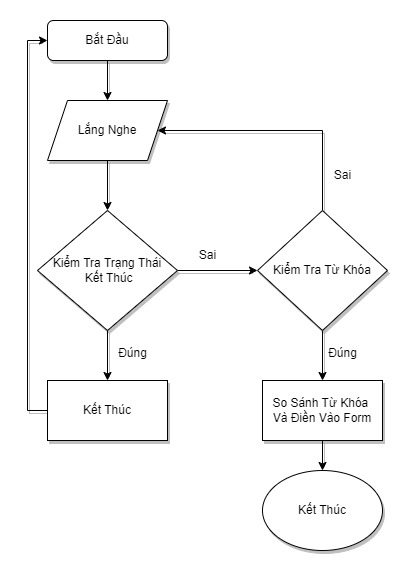 Bắt Đầu
Lắng Nghe
Sai
Kiểm Tra Trạng Thái
Kết Thúc
Sai
Kiểm Tra Từ Khóa
Đúng
Đúng
Kết Thúc
So Sánh Từ Khóa
Và Điền Vào Form
Kết Thúc